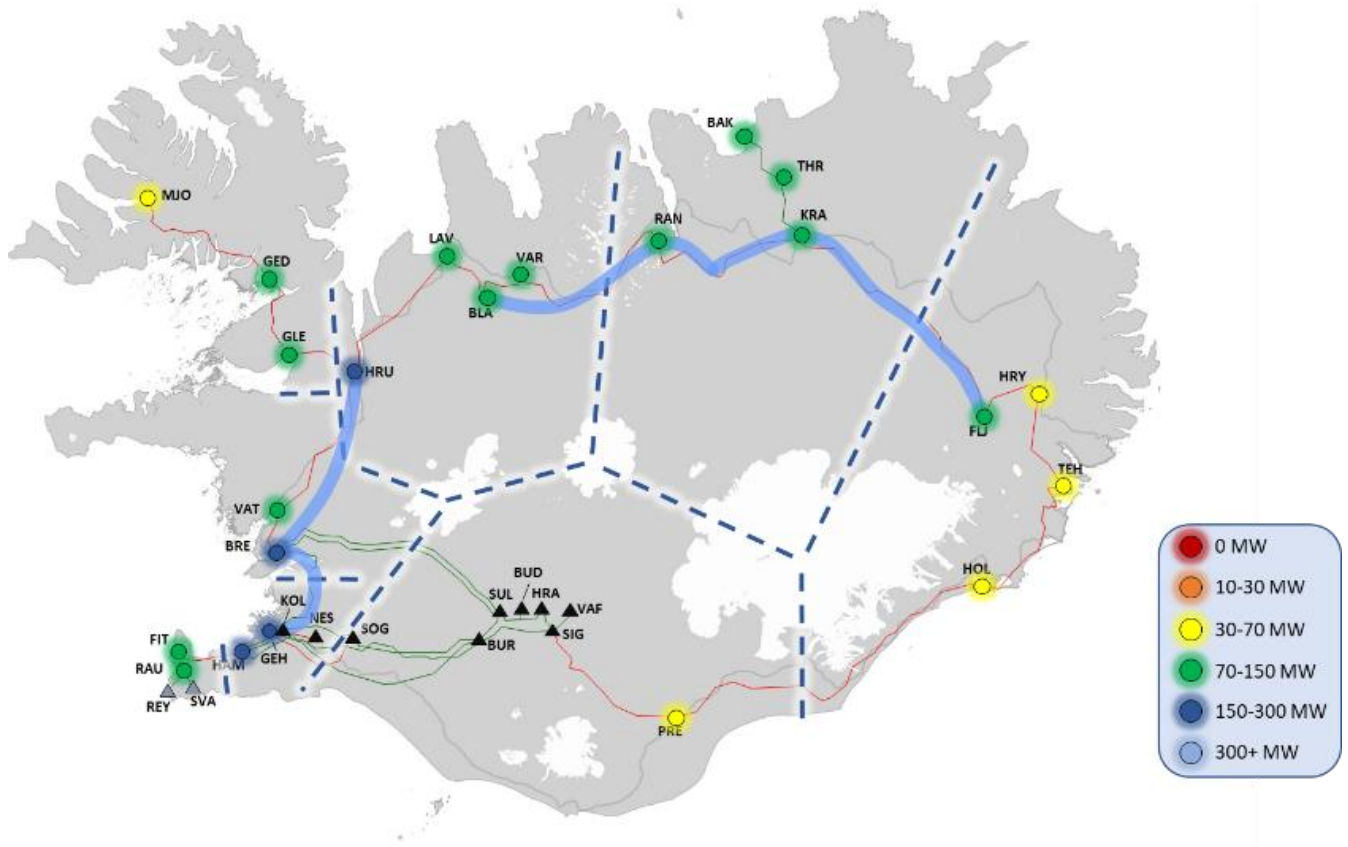 BAK
THR
MJO
RAN
KRA
LAV
VAR
GED
BLA
GLE
HRU
HRY
FLJ
TEH
VAT
BRE
BUD
HOL
SUL
HRA
VAF
KOL
NES
SOG
SIG
FIT
BUR
HAM
GEH
RAU
REY
SVA
PRE
0 MW
10-30 MW
30-70 MW
70-150 MW
150-300 MW
300+ MW